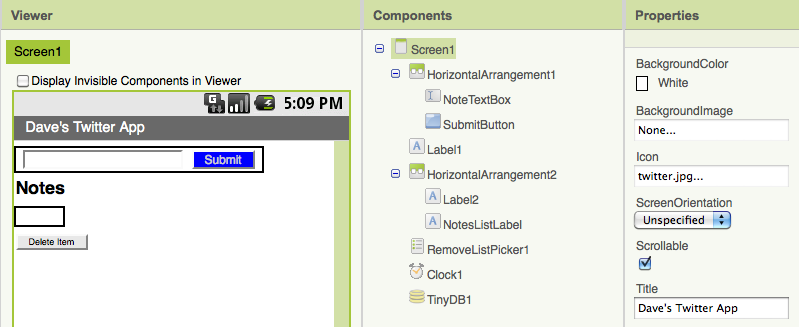 Viewer
Screen1
Display Invisible Components in Viewer
G
5:09 PM
Dave's Twitter App
Submit
Notes
Delete Item
Components
Screen1
HorizontalArrangement1
NoteTextBox
SubmitButton
A Label1
HorizontalArrangement2
A Label2
A NotesListLabel
RemoveListPicker1
Clock1
TinyDB1
Properties
BackgroundColor
White
BackgroundImage
None...
Icon
twitter.jpg...
ScreenOrientation
Unspecified
Scrollable
Title
Dave's Twitter App